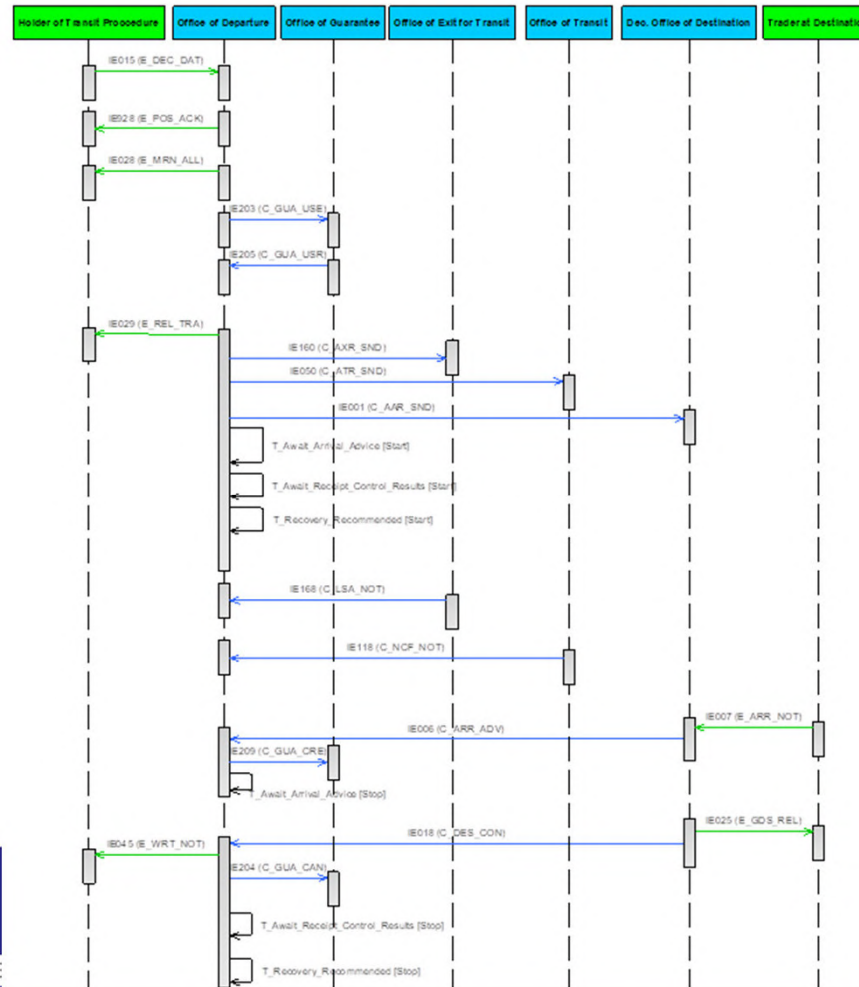 Holder of Transit Propcedure
Office of Departure
Office of Guarantee
Office of Exit for Transit
Office of Transit
Dec. Office of Destination
Trader at Destinatio
IE015 (E_DEC_DAT)
IE928 (E_POS_ACK)
IE028 (E_MRN_ALL)
IE203 (C_GUA_USE)
IE205 (C_GUA_USR)
IE029 (E_REL_TRA)
IE160 (C_AXR_SND)
IE050 (C_ATR_SND)
IE001 (C_AAR_SND)
T_Await_Arrival_Advice [Start]
T_Await_Receipt_Control_Results [Start]
T_Recovery_Recommended [Start]
IE168 (C_LSA_NOT)
IE118 (C_NCF_NOT)
IE007 (E_ARR_NOT)
IE006 (C_ARR_ADV)
IE209 (C_GUA_CRE)
T_Await_Arrival_Advice [Stop]
IE025 (E_GDS_REL)
IE018 (C_DES_CON)
IE045 (E_WRT_NOT)
IE204 (C_GUA_CAN)
T_Await_Receipt_Control_Results [Stop]
T_Recovery_Recommended [Stop]